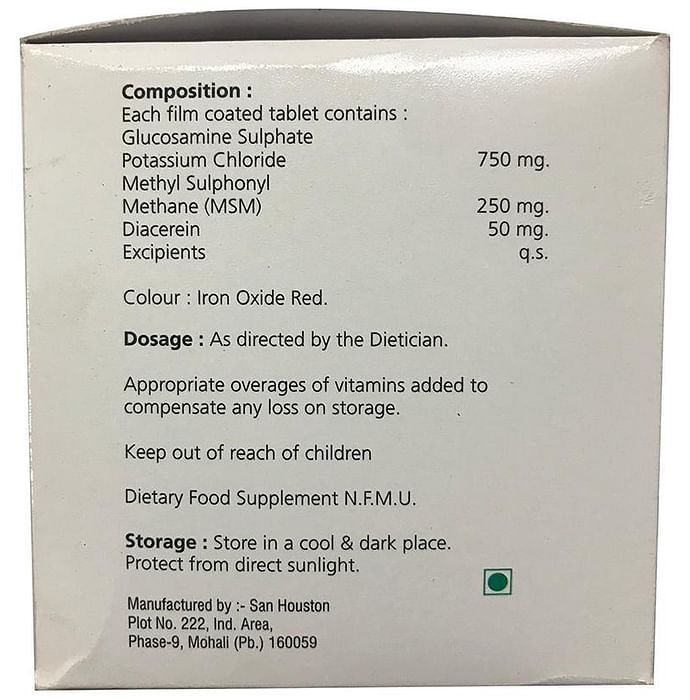 Composition :
Each film coated tablet contains :
Glucosamine Sulphate
Potassium Chloride 750 mg.
Methyl Sulphonyl
Methane (MSM) 250 mg.
Diacerein 50 mg.
Excipients q.s.
Colour : Iron Oxide Red.
Dosage : As directed by the Dietician.
Appropriate overages of vitamins added to
compensate any loss on storage.
Keep out of reach of children
Dietary Food Supplement N.F.M.U.
Storage : Store in a cool & dark place.
Protect from direct sunlight.
Manufactured by :- San Houston
Plot No. 222, Ind. Area,
Phase-9, Mohali (Pb.) 160059